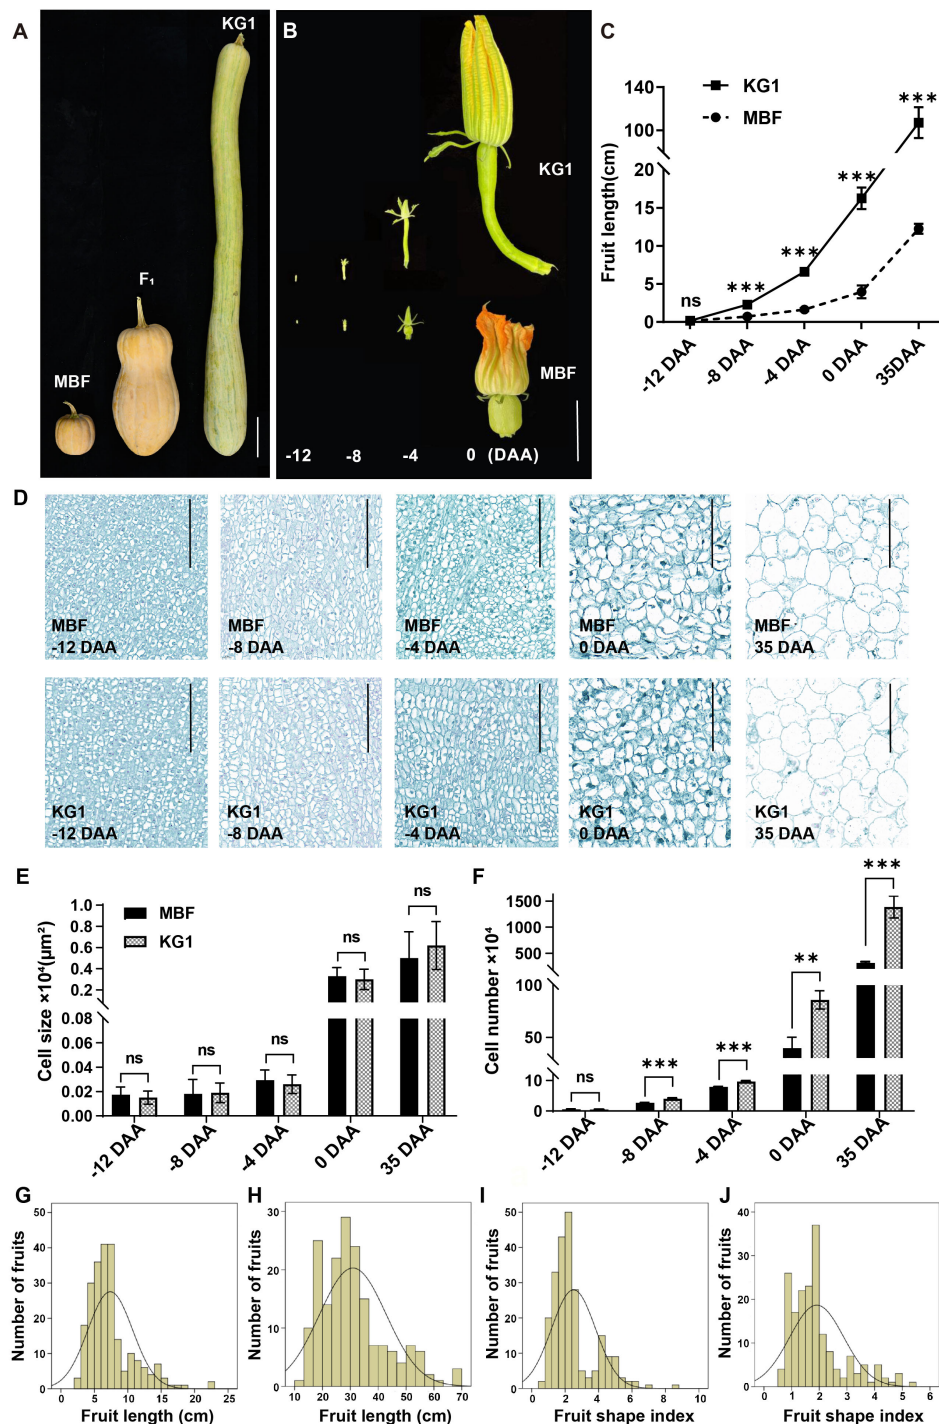 A
KG1
F₁
MBF
B
KG1
MBF
-12
-8
-4
0 (DAA)
C
KG1
MBF
Fruit length(cm)
140
100
20
15
10
5
0
ns
***
***
***
***
-12 DAA
-8 DAA
-4 DAA
0 DAA
35DAA
D
MBF
-12 DAA
MBF
-8 DAA
MBF
-4 DAA
MBF
0 DAA
MBF
35 DAA
KG1
-12 DAA
KG1
-8 DAA
KG1
-4 DAA
KG1
0 DAA
KG1
35 DAA
E
MBF
KG1
Cell size ×10⁴(μm²)
1.0
0.8
0.6
0.4
0.2
0.08
0.06
0.04
0.02
0.00
ns
ns
ns
ns
ns
-12 DAA
-8 DAA
-4 DAA
0 DAA
35 DAA
F
Cell number ×10⁴
1500
1000
500
100
50
10
0
ns
***
***
**
***
-12 DAA
-8 DAA
-4 DAA
0 DAA
35 DAA
G
Number of fruits
50
40
30
20
10
0
0 5 10 15 20 25
Fruit length (cm)
H
Number of fruits
30
20
10
0
10 20 30 40 50 60 70
Fruit length (cm)
I
Number of fruits
50
40
30
20
10
0
0 2 4 6 8 10
Fruit shape index
J
Number of fruits
40
30
20
10
0
0 1 2 3 4 5 6
Fruit shape index